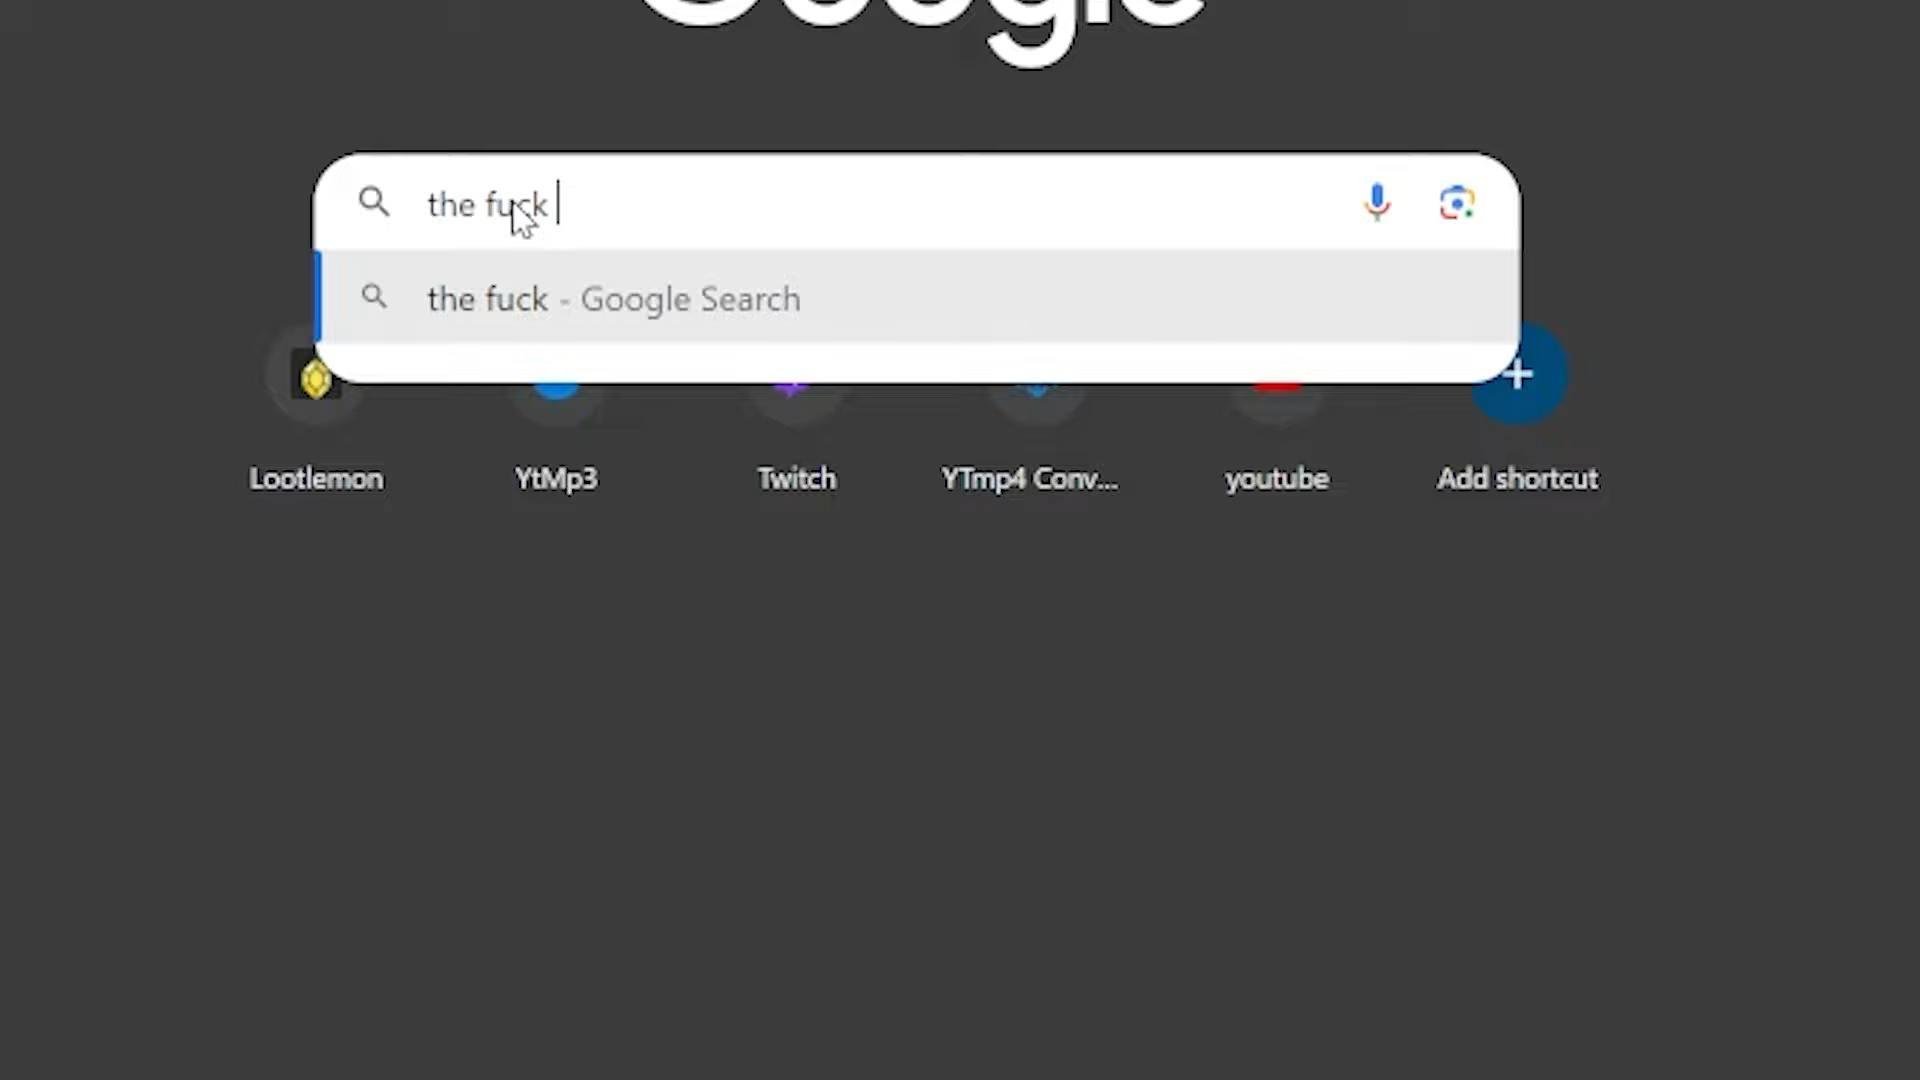 Google
the fuck
the fuck - Google Search
Lootlemon
YtMp3
Twitch
YTmp4 Conv...
youtube
Add shortcut